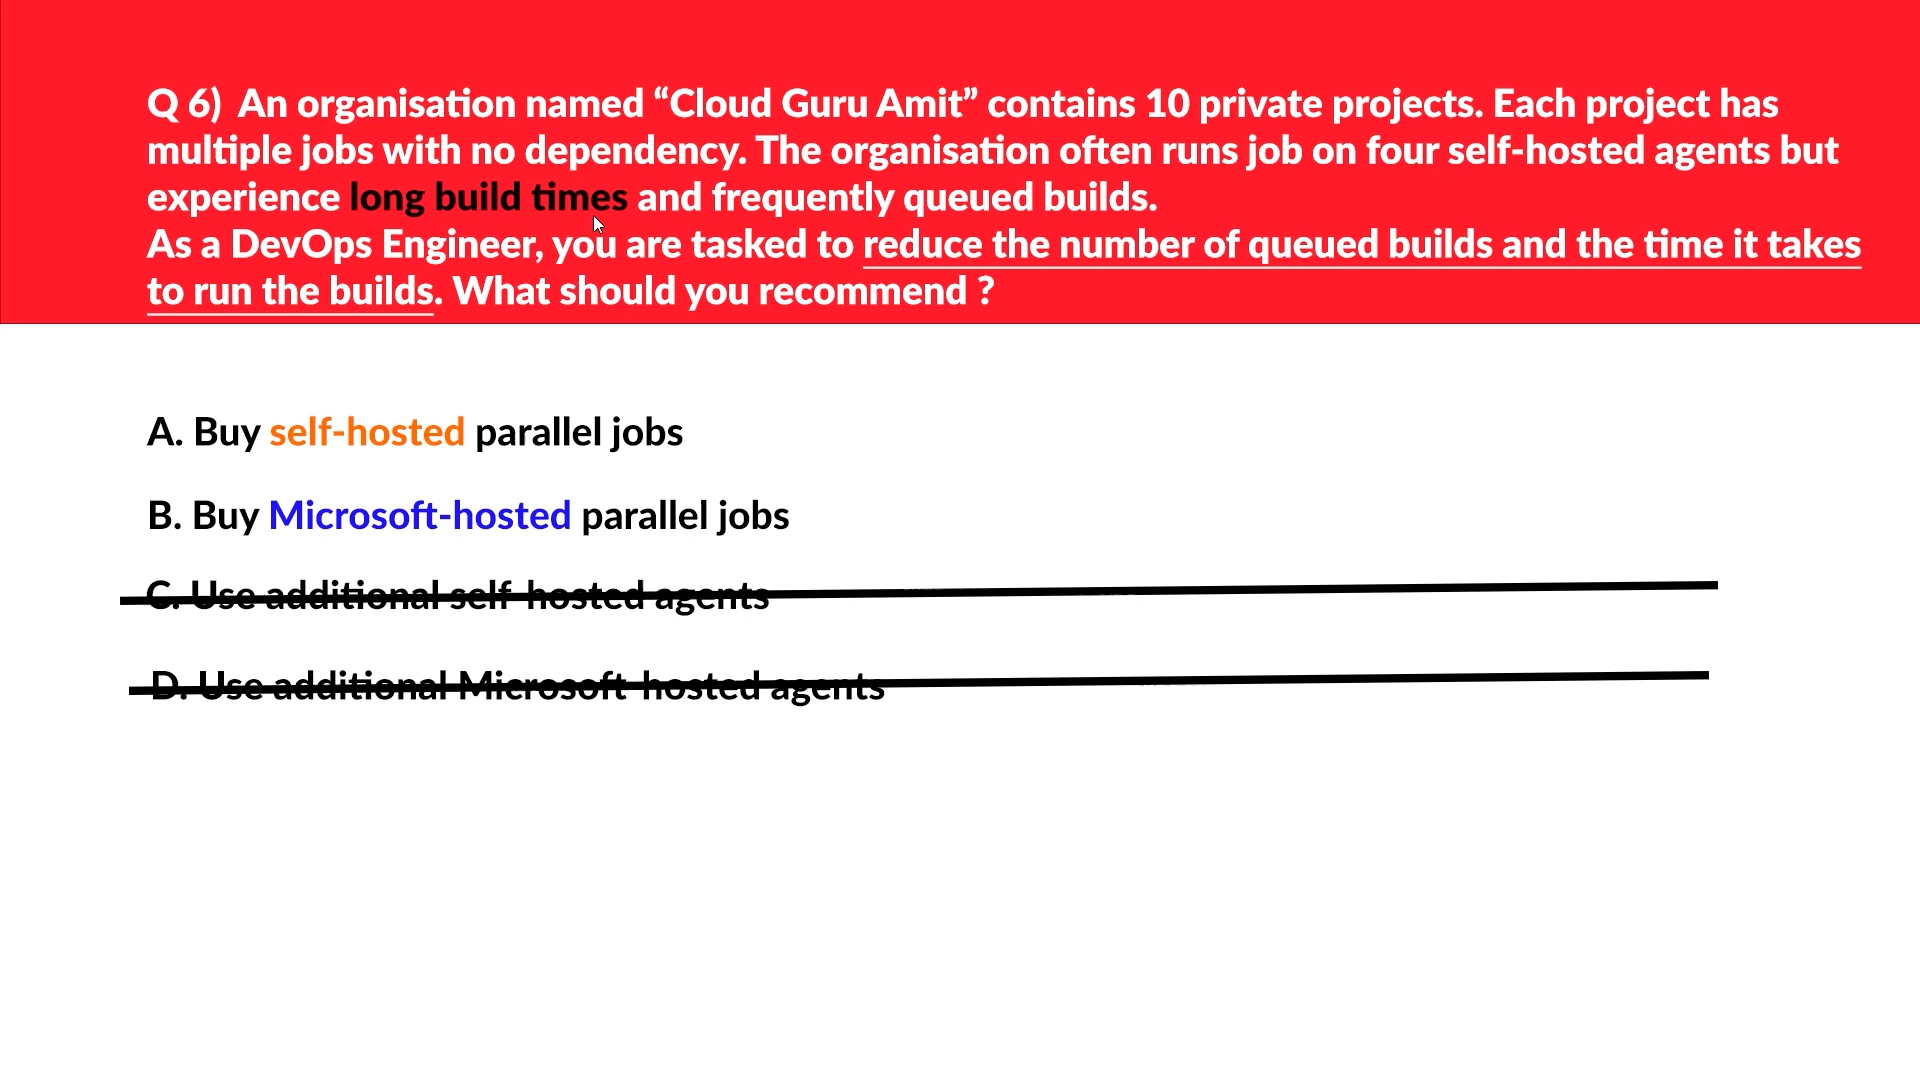 Q 6) An organisation named “Cloud Guru Amit” contains 10 private projects. Each project has
multiple jobs with no dependency. The organisation often runs job on four self-hosted agents but
experience long build times and frequently queued builds.
As a DevOps Engineer, you are tasked to reduce the number of queued builds and the time it takes
to run the builds. What should you recommend ?
A. Buy self-hosted parallel jobs
B. Buy Microsoft-hosted parallel jobs
C. Use additional self-hosted agents
D. Use additional Microsoft-hosted agents